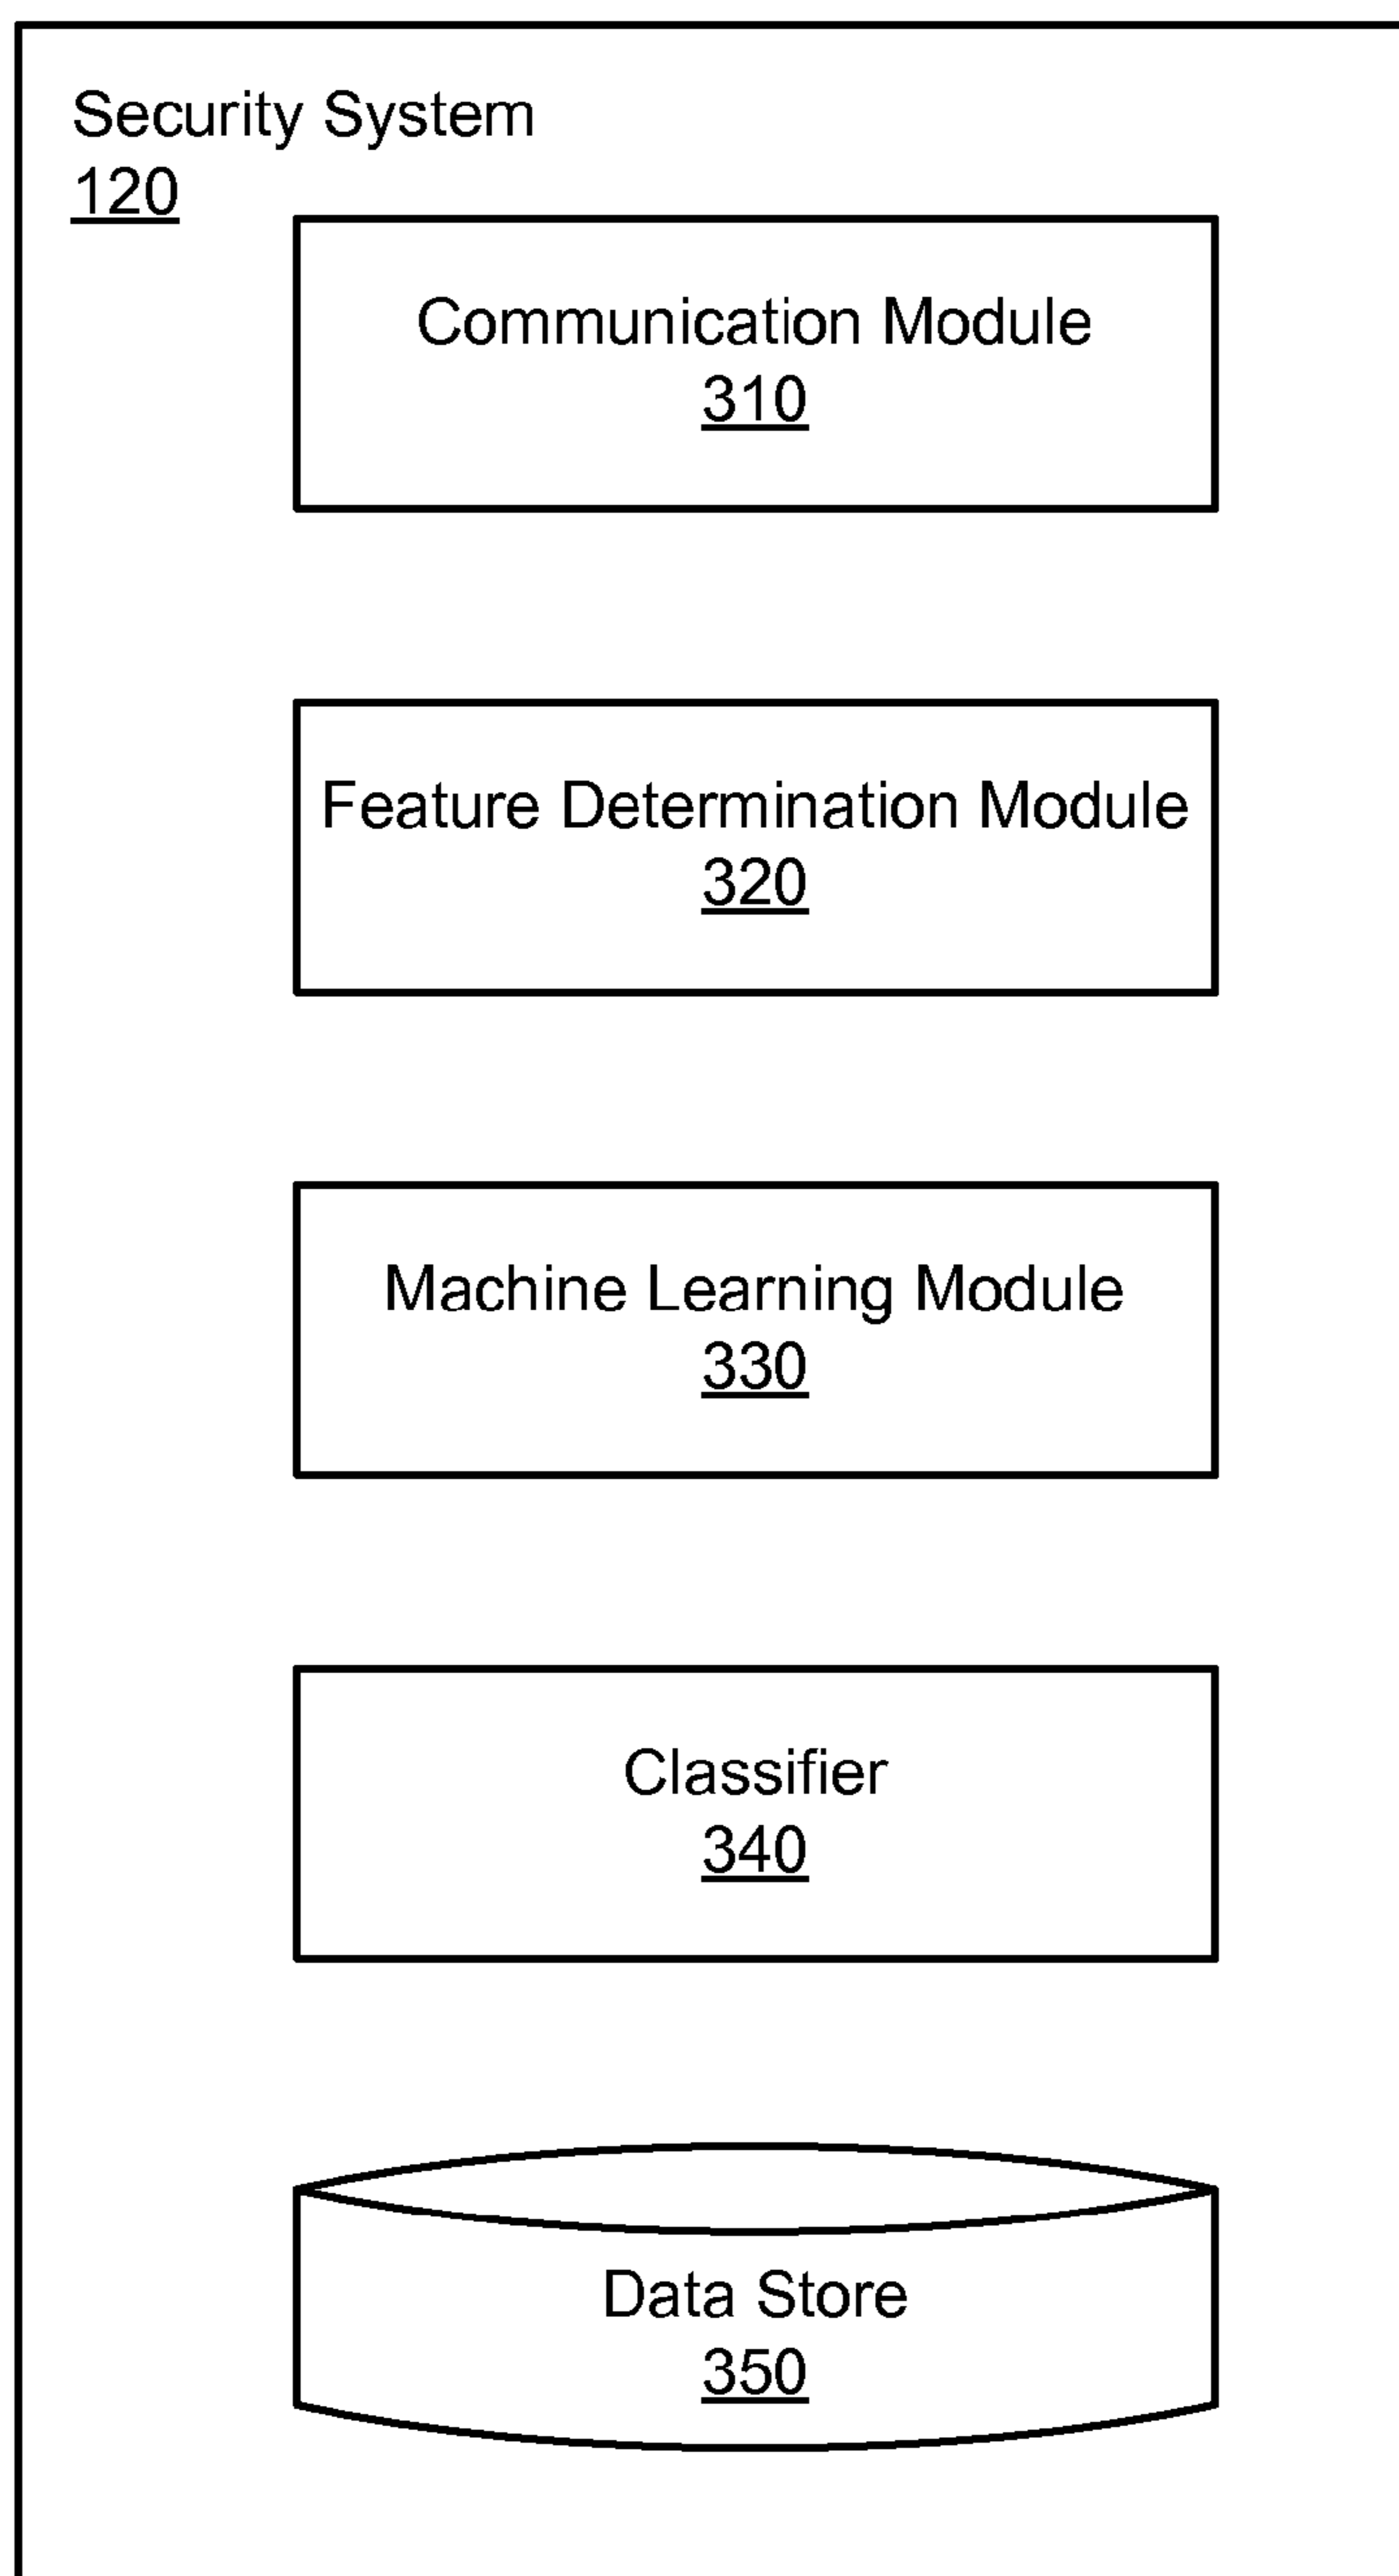 Security System
120
Communication Module
310
Feature Determination Module
320
Machine Learning Module
330
Classifier
340
Data Store
350